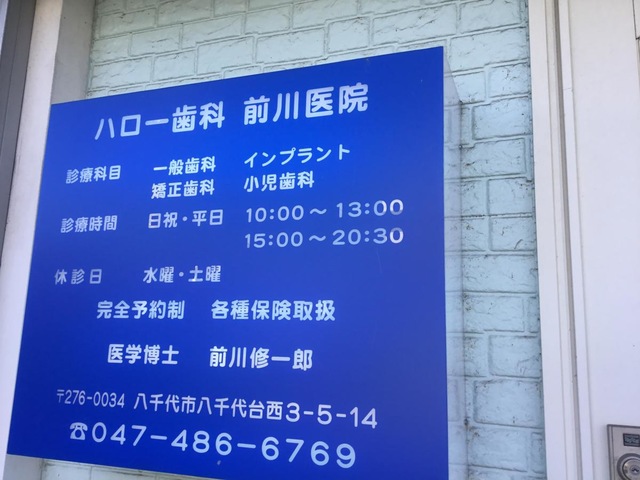 ハロー歯科 前川医院
診療科目 一般歯科 インプラント
矯正歯科 小児歯科
診療時間 日祝・平日 10:00～13:00
15:00～20:30
休診日 水曜・土曜
完全予約制 各種保険取扱
医学博士 前川修一郎
〒276-0034 八千代市八千代台西3-5-14
☎047-486-6769